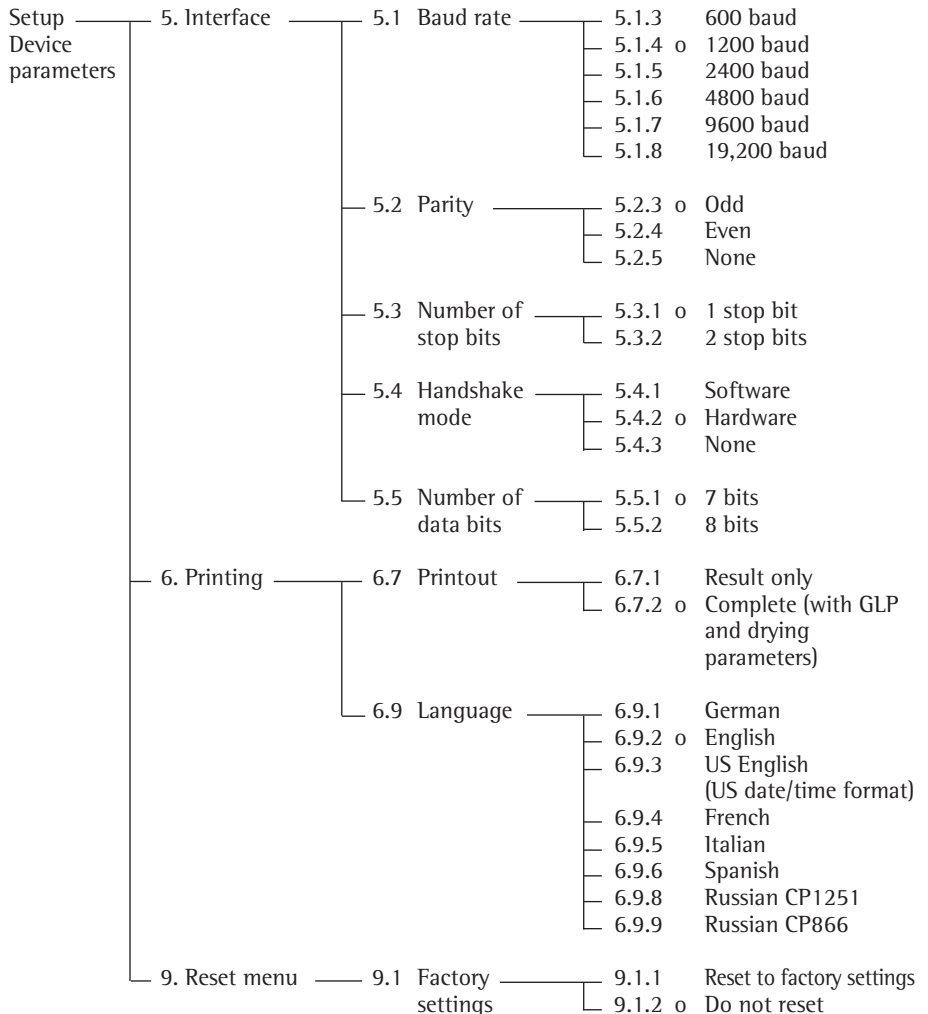 Setup 5. Interface 5.1 Baud rate 5.1.3 600 baud
Device 5.1.4 o 1200 baud
parameters 5.1.5 2400 baud
5.1.6 4800 baud
5.1.7 9600 baud
5.1.8 19,200 baud
5.2 Parity 5.2.3 o Odd
5.2.4 Even
5.2.5 None
5.3 Number of 5.3.1 o 1 stop bit
stop bits 5.3.2 2 stop bits
5.4 Handshake 5.4.1 Software
mode 5.4.2 o Hardware
5.4.3 None
5.5 Number of 5.5.1 o 7 bits
data bits 5.5.2 8 bits
6. Printing 6.7 Printout 6.7.1 Result only
6.7.2 o Complete (with GLP
and drying
parameters)
6.9 Language 6.9.1 German
6.9.2 o English
6.9.3 US English
(US date/time format)
6.9.4 French
6.9.5 Italian
6.9.6 Spanish
6.9.8 Russian CP1251
6.9.9 Russian CP866
9. Reset menu 9.1 Factory 9.1.1 Reset to factory settings
settings 9.1.2 o Do not reset